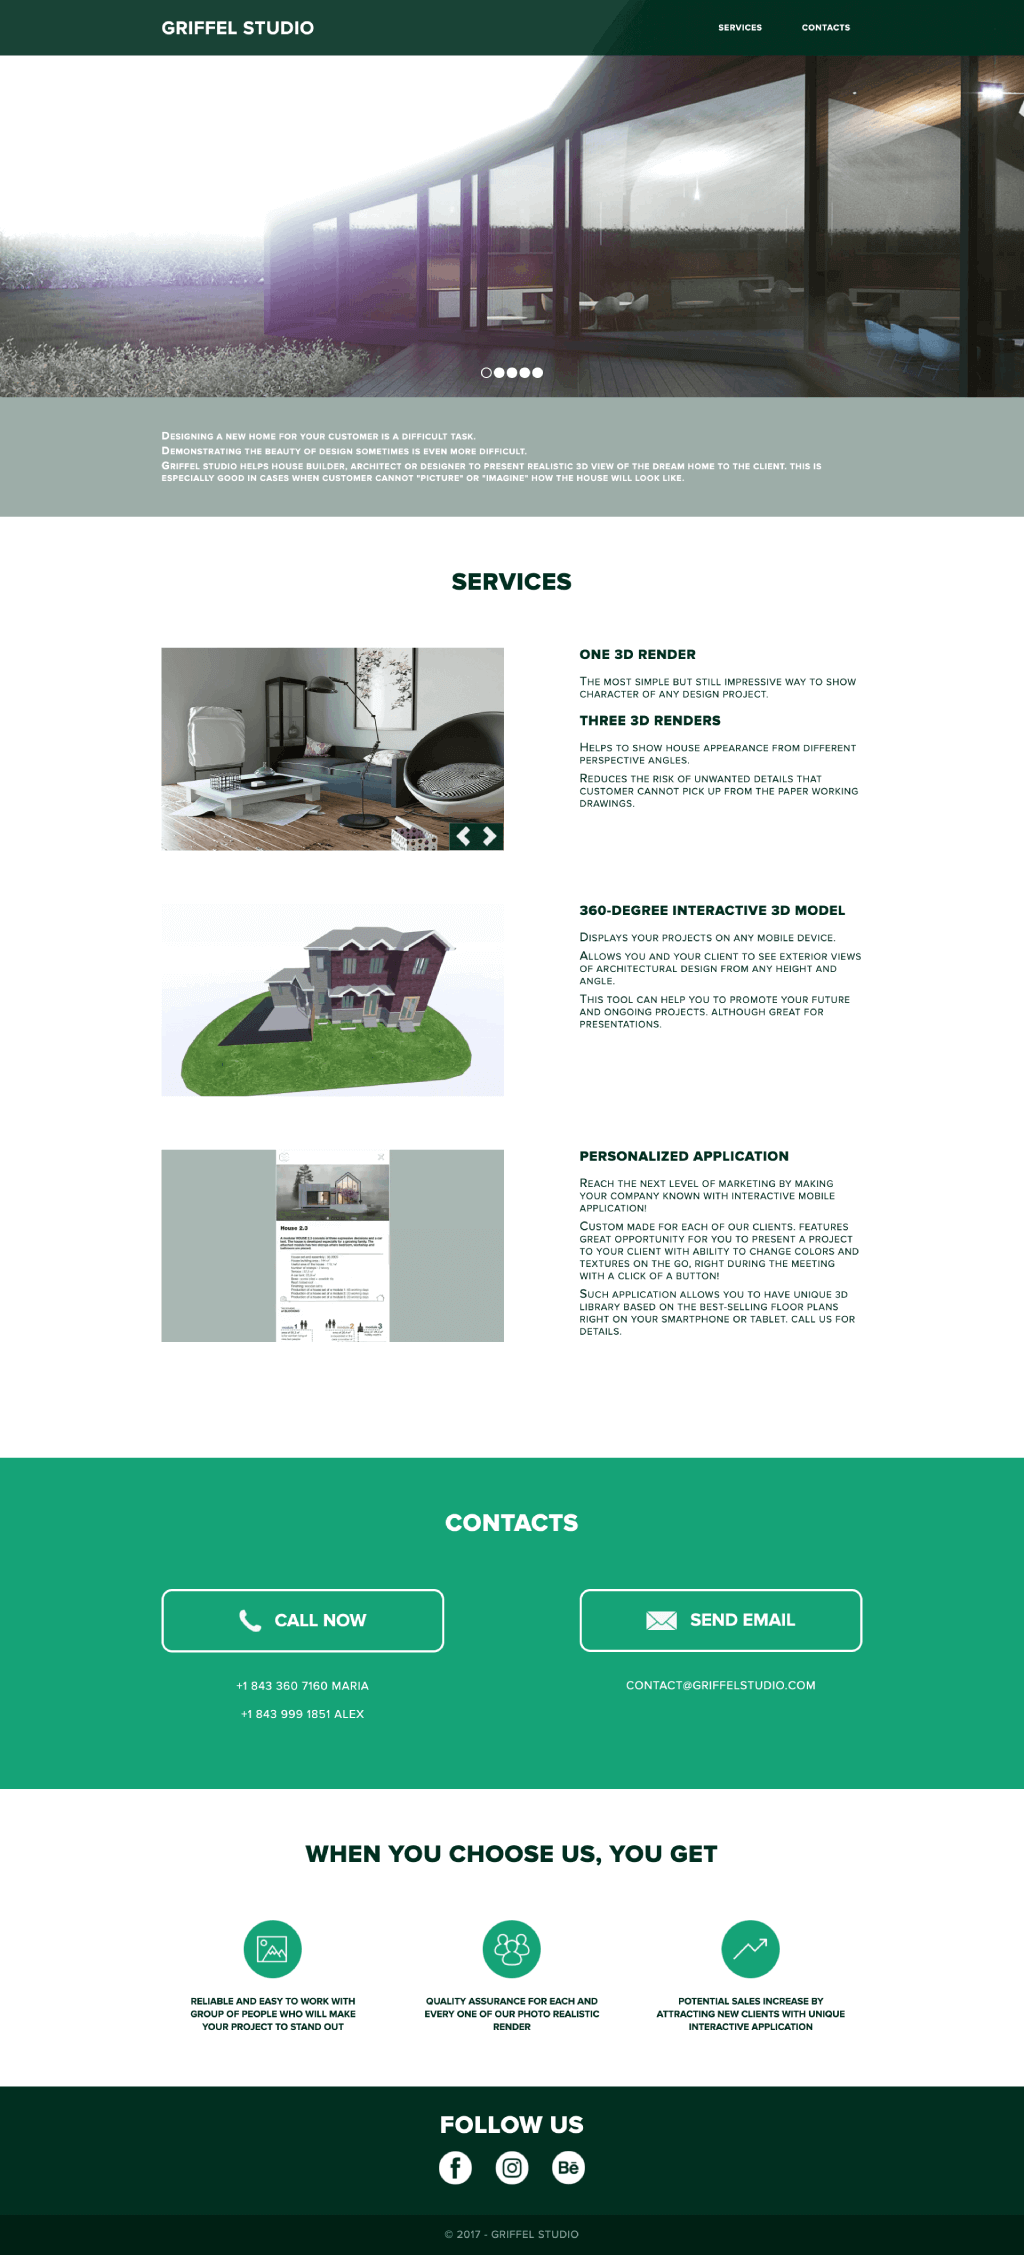 GRIFFEL STUDIO
SERVICES
CONTACTS
DESIGNING A NEW HOME FOR YOUR CUSTOMER IS A DIFFICULT TASK.
DEMONSTRATING THE BEAUTY OF DESIGN SOMETIMES IS EVEN MORE DIFFICULT.
GRIFFEL STUDIO HELPS HOUSE BUILDER, ARCHITECT OR DESIGNER TO PRESENT REALISTIC 3D VIEW OF THE DREAM HOME TO THE CLIENT. THIS IS
ESPECIALLY GOOD IN CASES WHEN CUSTOMER CANNOT "PICTURE" OR "IMAGINE" HOW THE HOUSE WILL LOOK LIKE.
SERVICES
ONE 3D RENDER
THE MOST SIMPLE BUT STILL IMPRESSIVE WAY TO SHOW
CHARACTER OF ANY DESIGN PROJECT.
THREE 3D RENDERS
HELPS TO SHOW HOUSE APPEARANCE FROM DIFFERENT
PERSPECTIVE ANGLES.
REDUCES THE RISK OF UNWANTED DETAILS THAT
CUSTOMER CANNOT PICK UP FROM THE PAPER WORKING
DRAWINGS.
360-DEGREE INTERACTIVE 3D MODEL
DISPLAYS YOUR PROJECTS ON ANY MOBILE DEVICE.
ALLOWS YOU AND YOUR CLIENT TO SEE EXTERIOR VIEWS
OF ARCHITECTURAL DESIGN FROM ANY HEIGHT AND
ANGLE.
THIS TOOL CAN HELP YOU TO PROMOTE YOUR FUTURE
AND ONGOING PROJECTS. ALTHOUGH GREAT FOR
PRESENTATIONS.
House 2.0
module 1
module 2
module 3
PERSONALIZED APPLICATION
REACH THE NEXT LEVEL OF MARKETING BY MAKING
YOUR COMPANY KNOWN WITH INTERACTIVE MOBILE
APPLICATION!
CUSTOM MADE FOR EACH OF OUR CLIENTS. FEATURES
GREAT OPPORTUNITY FOR YOU TO PRESENT A PROJECT
TO YOUR CLIENT WITH ABILITY TO CHANGE COLORS AND
TEXTURES ON THE GO, RIGHT DURING THE MEETING
WITH A CLICK OF A BUTTON!
SUCH APPLICATION ALLOWS YOU TO HAVE UNIQUE 3D
LIBRARY BASED ON THE BEST-SELLING FLOOR PLANS
RIGHT ON YOUR SMARTPHONE OR TABLET. CALL US FOR
DETAILS.
CONTACTS
CALL NOW
+1 843 360 7160 MARIA
+1 843 999 1851 ALEX
SEND EMAIL
CONTACT@GRIFFELSTUDIO.COM
WHEN YOU CHOOSE US, YOU GET
RELIABLE AND EASY TO WORK WITH
GROUP OF PEOPLE WHO WILL MAKE
YOUR PROJECT TO STAND OUT
QUALITY ASSURANCE FOR EACH AND
EVERY ONE OF OUR PHOTO REALISTIC
RENDER
POTENTIAL SALES INCREASE BY
ATTRACTING NEW CLIENTS WITH UNIQUE
INTERACTIVE APPLICATION
FOLLOW US
f
Bē
© 2017 - GRIFFEL STUDIO